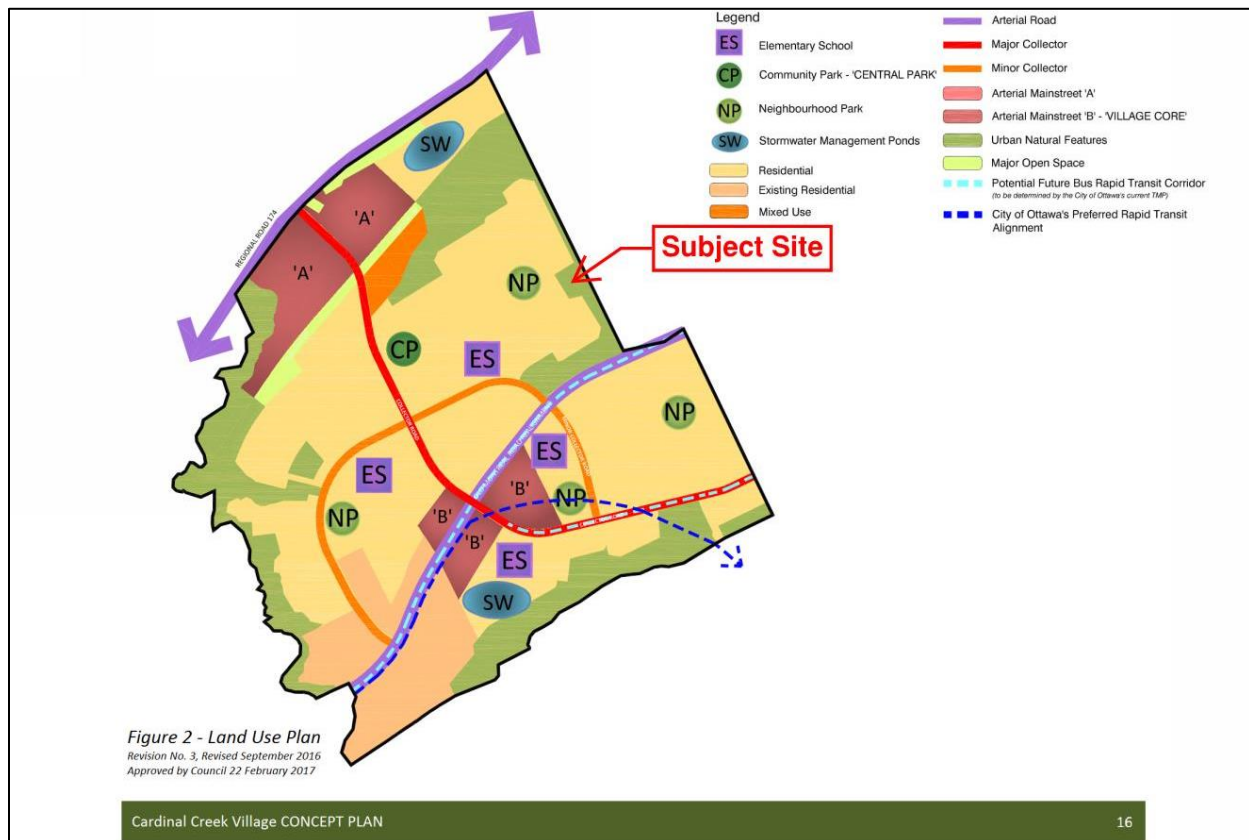 Legend
ES Elementary School
CP Community Park - 'CENTRAL PARK'
NP Neighbourhood Park
SW Stormwater Management Ponds
Residential
Existing Residential
Mixed Use
Arterial Road
Major Collector
Minor Collector
Arterial Mainstreet 'A'
Arterial Mainstreet 'B' - 'VILLAGE CORE'
Urban Natural Features
Major Open Space
Potential Future Bus Rapid Transit Corridor
(to be determined by the City of Ottawa's current TMP)
City of Ottawa's Preferred Rapid Transit
Alignment
SW
'A'
REGIONAL ROAD 174
'A'
Subject Site
NP
CP
ES
NP
COLLECTOR ROAD
ES
ES
'B'
NP
NP
'B'
'B'
ES
SW
Figure 2 - Land Use Plan
Revision No. 3, Revised September 2016
Approved by Council 22 February 2017
Cardinal Creek Village CONCEPT PLAN
16